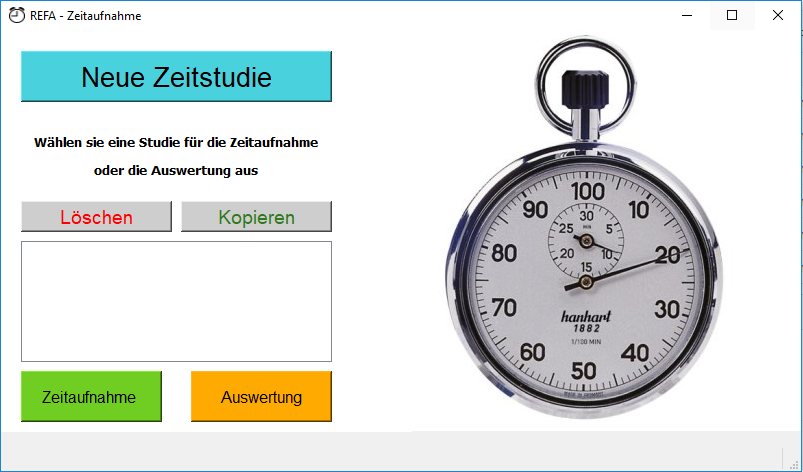 REFA - Zeitaufnahme
Neue Zeitstudie
Wählen sie eine Studie für die Zeitaufnahme
oder die Auswertung aus
Löschen
Kopieren
Zeitaufnahme
Auswertung
100
90
10
30
25
MIN
5
80
20
20
10
15
70
30
hanhart
1882
1/100 MIN
60
40
50
MADE IN GERMANY